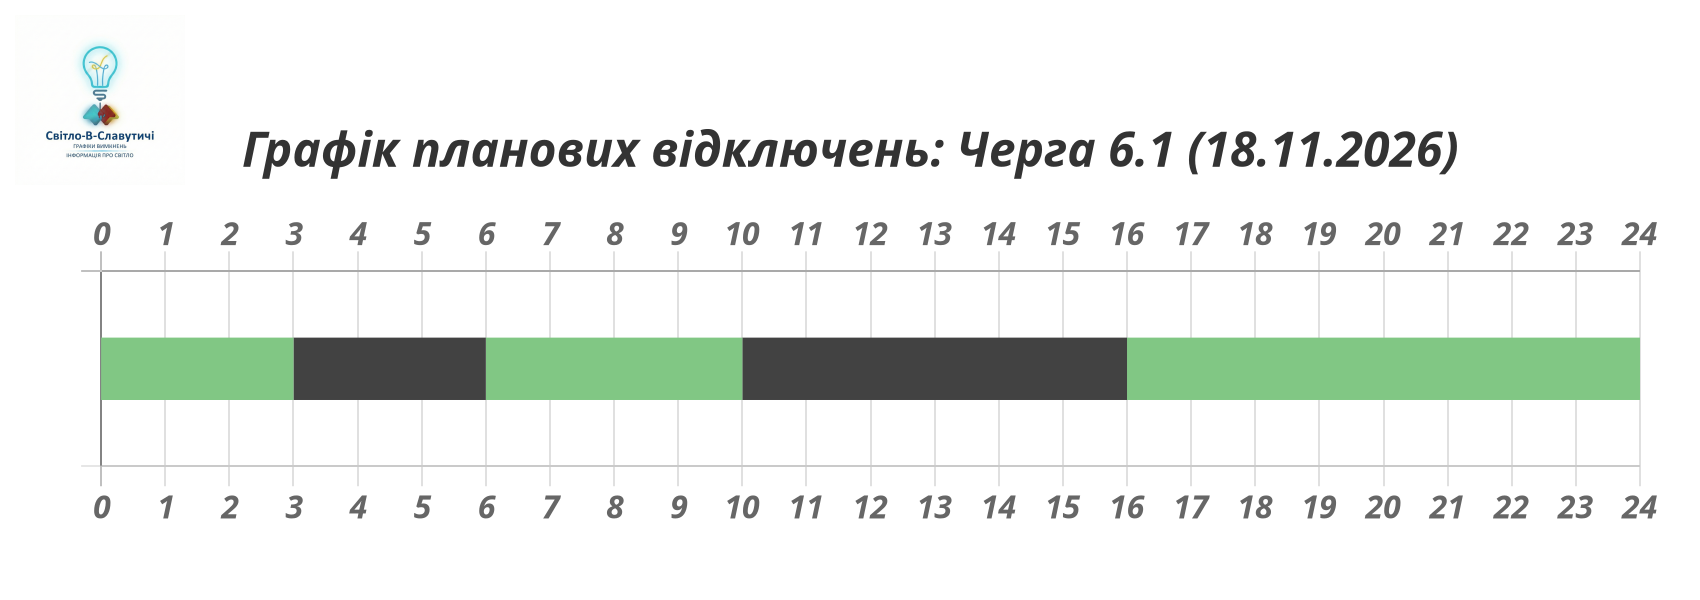 Світло-В-Славутичі
ГРАФІКИ ВИМКНЕНЬ
ІНФОРМАЦІЯ ПРО СВІТЛО
Графік планових відключень: Черга 6.1 (18.11.2026)
0 1 2 3 4 5 6 7 8 9 10 11 12 13 14 15 16 17 18 19 20 21 22 23 24
0 1 2 3 4 5 6 7 8 9 10 11 12 13 14 15 16 17 18 19 20 21 22 23 24